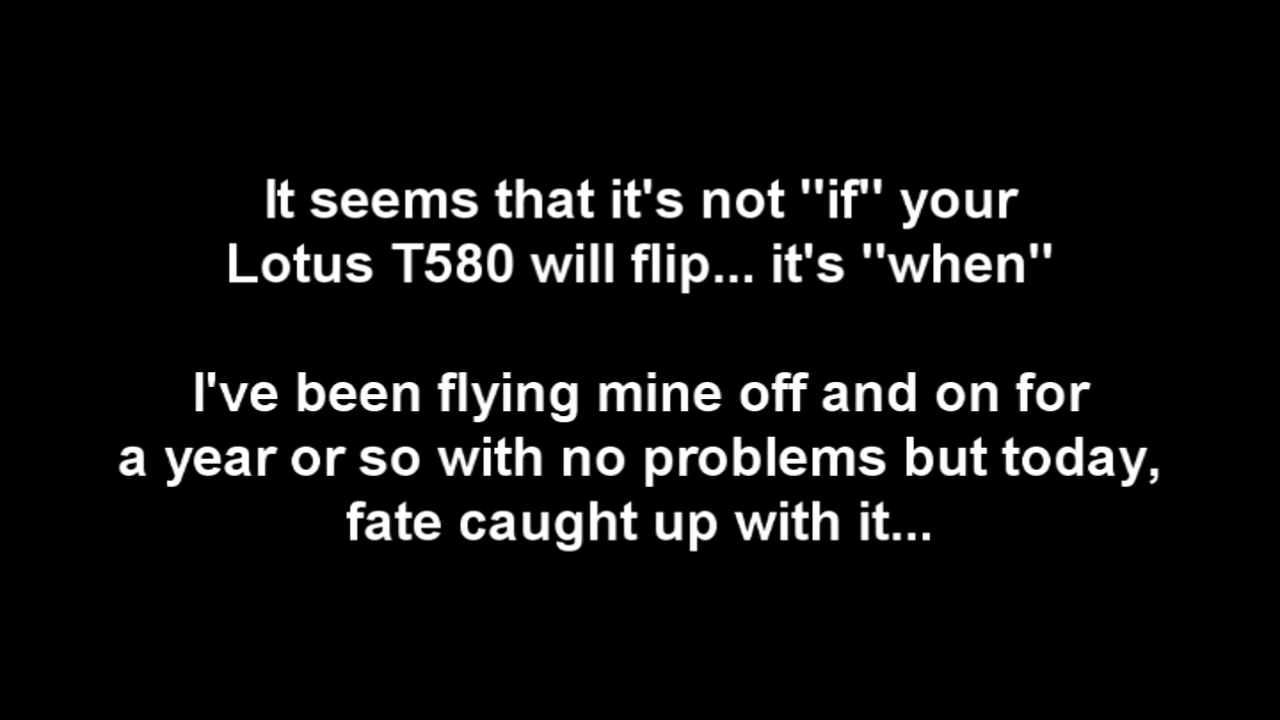 It seems that it's not "if" your
Lotus T580 will flip... it's "when"
I've been flying mine off and on for
a year or so with no problems but today,
fate caught up with it...